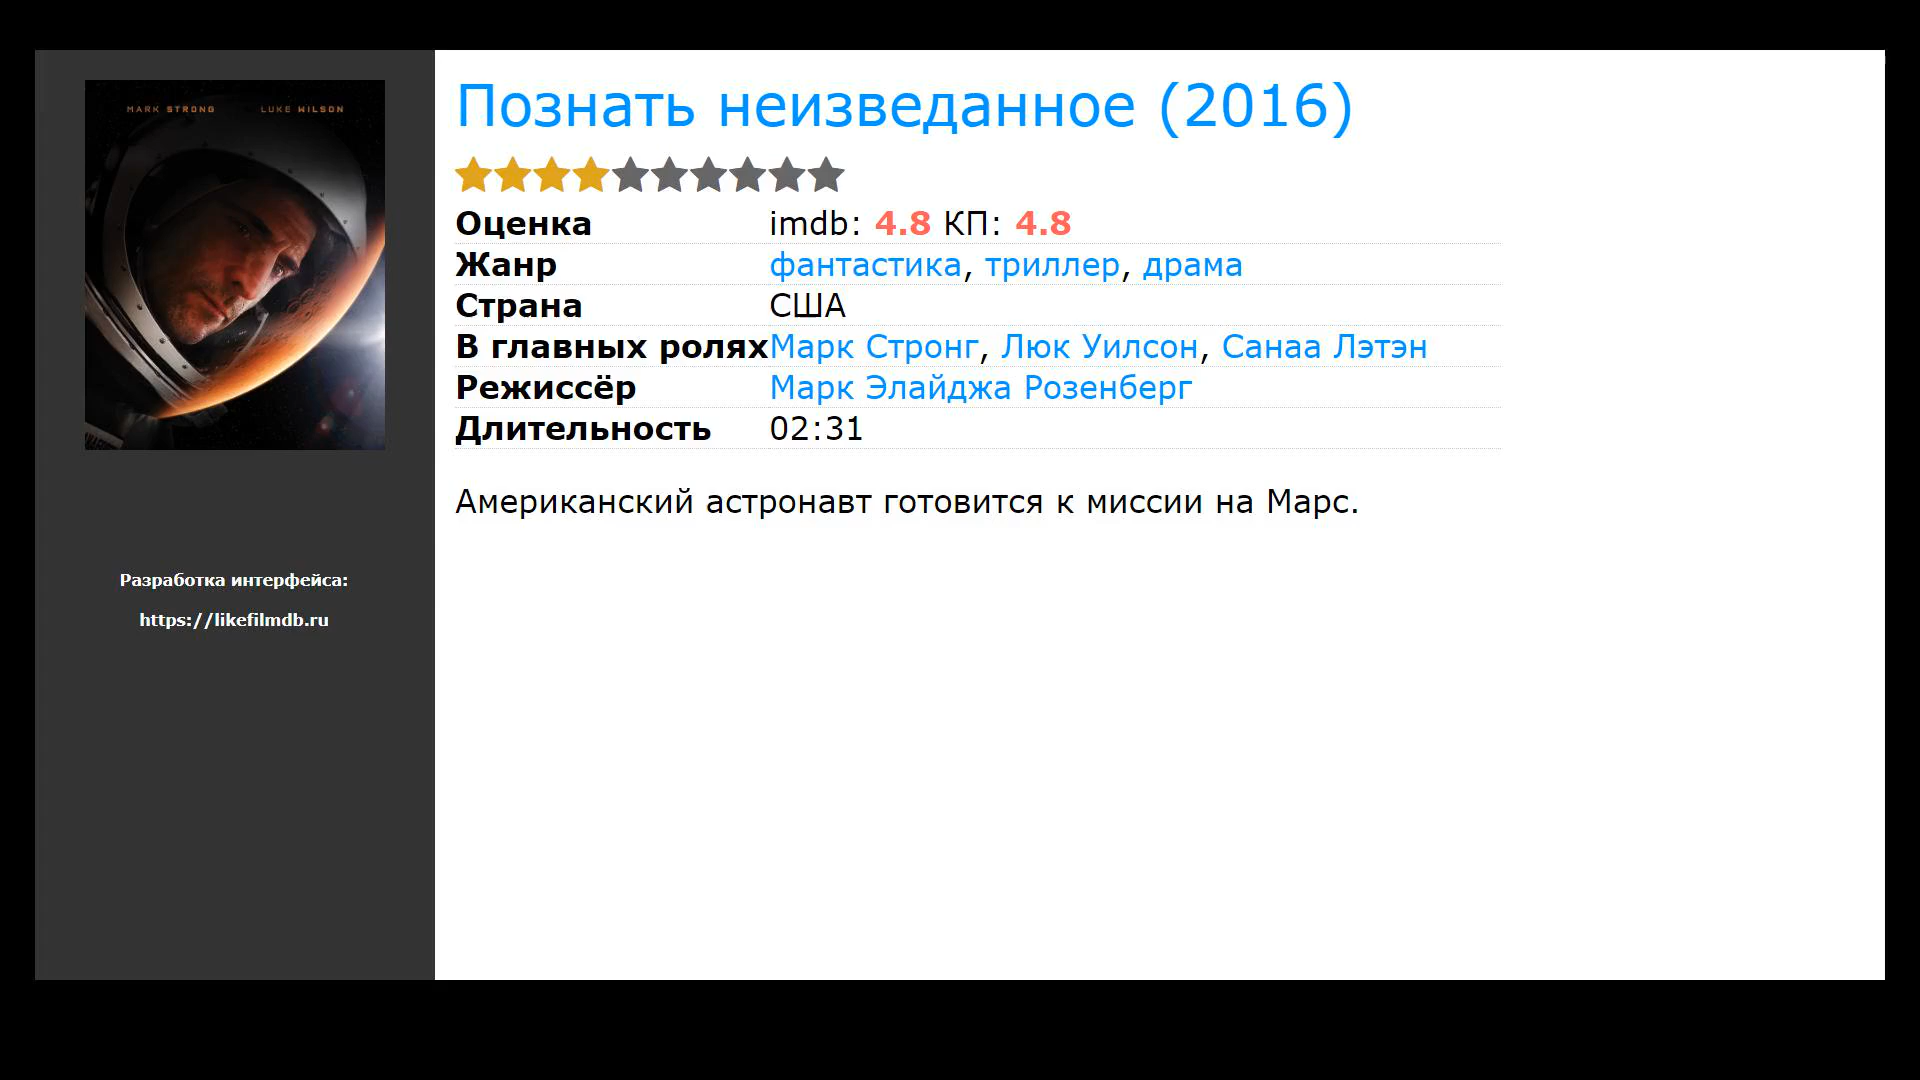 MARK STRONG LUKE WILSON
Познать неизведанное (2016)
Оценка imdb: 4.8 КП: 4.8
Жанр фантастика, триллер, драма
Страна США
В главных ролях Марк Стронг, Люк Уилсон, Санаа Лэтэн
Режиссёр Марк Элайджа Розенберг
Длительность 02:31
Американский астронавт готовится к миссии на Марс.
Разработка интерфейса:
https://likefilmdb.ru